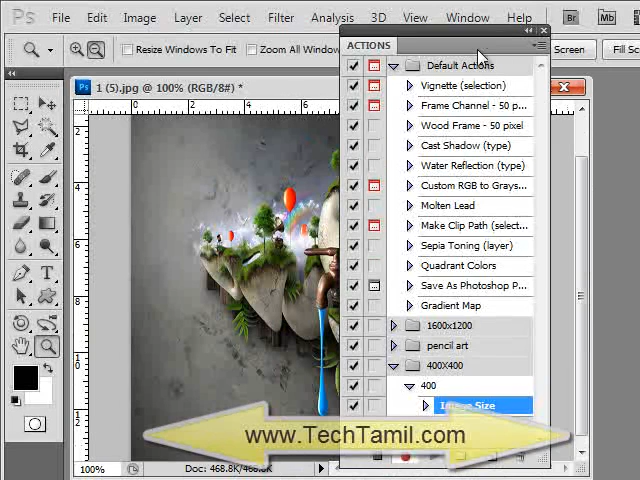 Ps File Edit Image Layer Select Filter Analysis 3D View Window Help Br Mb
Resize Windows To Fit Zoom All Window Screen Fill
ACTIONS
1 (5).jpg @ 100% (RGB/8#) *
2 0 2 4 6
Default Actions
Vignette (selection)
Frame Channel - 50 p...
Wood Frame - 50 pixel
Cast Shadow (type)
Water Reflection (type)
Custom RGB to Grays...
Molten Lead
Make Clip Path (select...
Sepia Toning (layer)
Quadrant Colors
Save As Photoshop P...
Gradient Map
1600x1200
pencil art
400X400
400
Image Size
www.TechTamil.com
100% Doc: 468.8K/468.8K